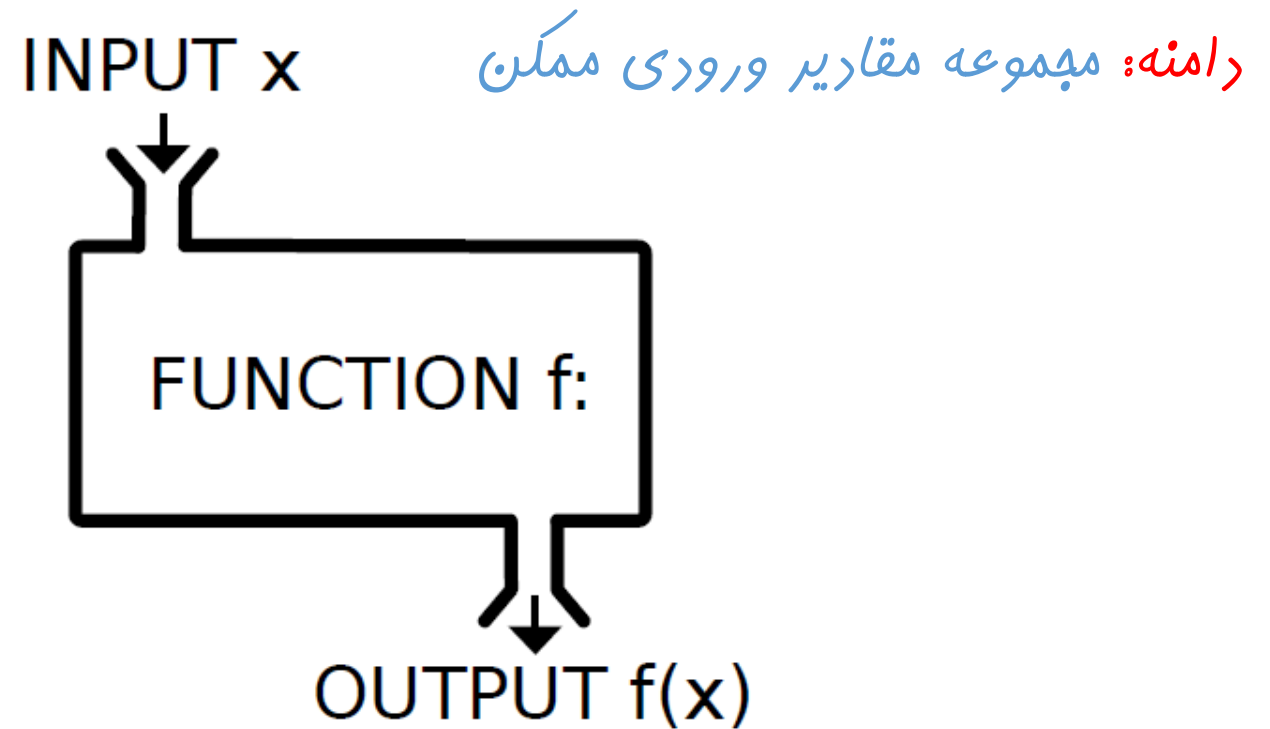 INPUT x
دامنه: مجموعه مقادیر ورودی ممکن
FUNCTION f:
OUTPUT f(x)